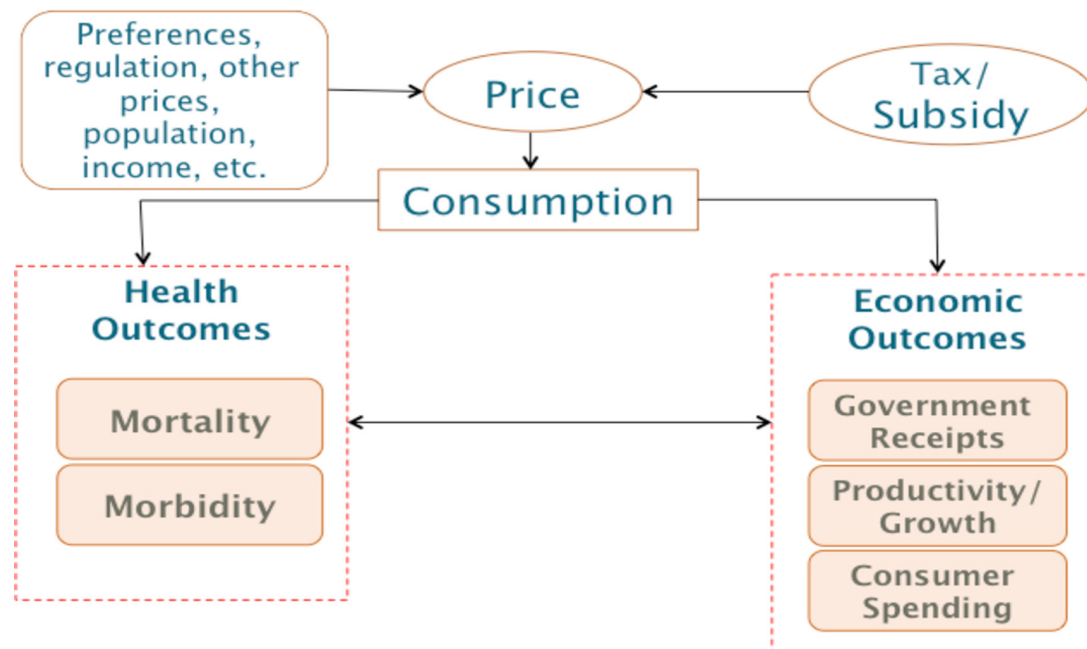 Preferences,
regulation, other
prices,
population,
income, etc.
Price
Tax/
Subsidy
Consumption
Health
Outcomes
Mortality
Morbidity
Economic
Outcomes
Government
Receipts
Productivity/
Growth
Consumer
Spending